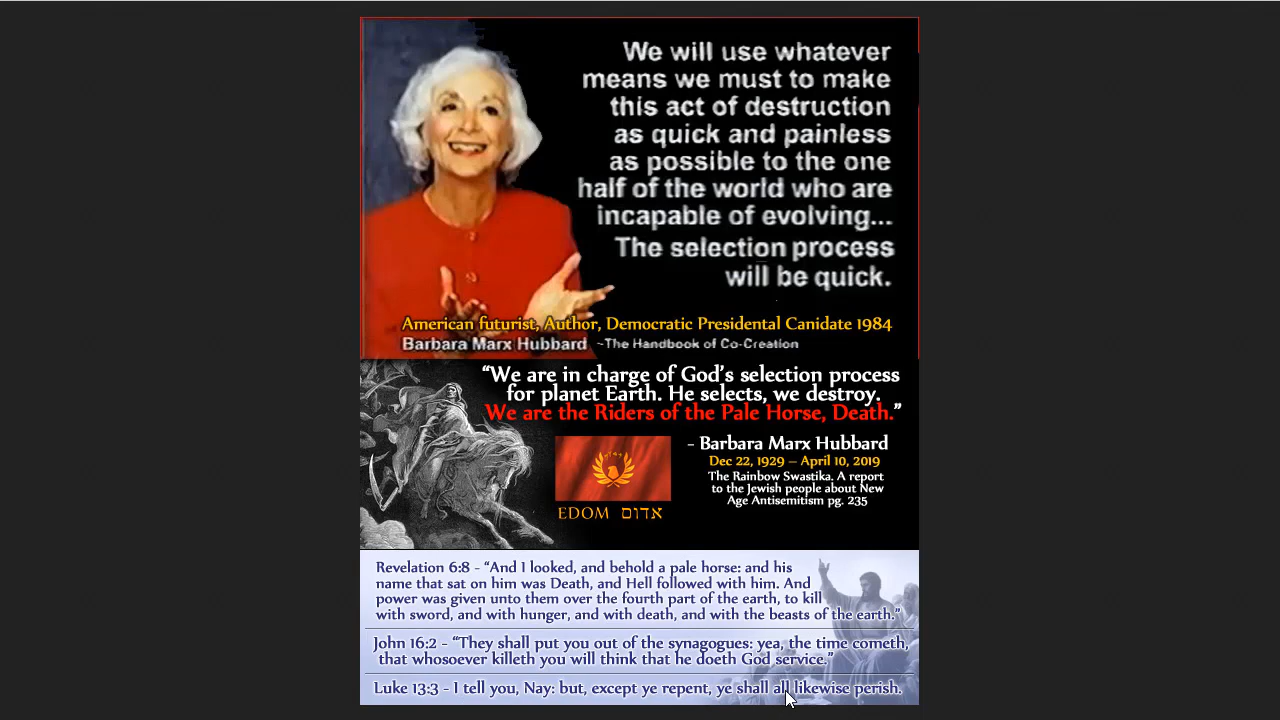 We will use whatever
means we must to make
this act of destruction
as quick and painless
as possible to the one
half of the world who are
incapable of evolving...
The selection process
will be quick.
American futurist, Author, Democratic Presidental Canidate 1984
Barbara Marx Hubbard ~The Handbook of Co-Creation
“We are in charge of God's selection process
for planet Earth. He selects, we destroy.
We are the Riders of the Pale Horse, Death.”
- Barbara Marx Hubbard
Dec 22, 1929 – April 10, 2019
The Rainbow Swastika. A report
to the Jewish people about New
Age Antisemitism pg. 235
EDOM אדום
Revelation 6:8 - “And I looked, and behold a pale horse: and his
name that sat on him was Death, and Hell followed with him. And
power was given unto them over the fourth part of the earth, to kill
with sword, and with hunger, and with death, and with the beasts of the earth.”
John 16:2 - “They shall put you out of the synagogues: yea, the time cometh,
that whosoever killeth you will think that he doeth God service.”
Luke 13:3 - I tell you, Nay: but, except ye repent, ye shall all likewise perish.